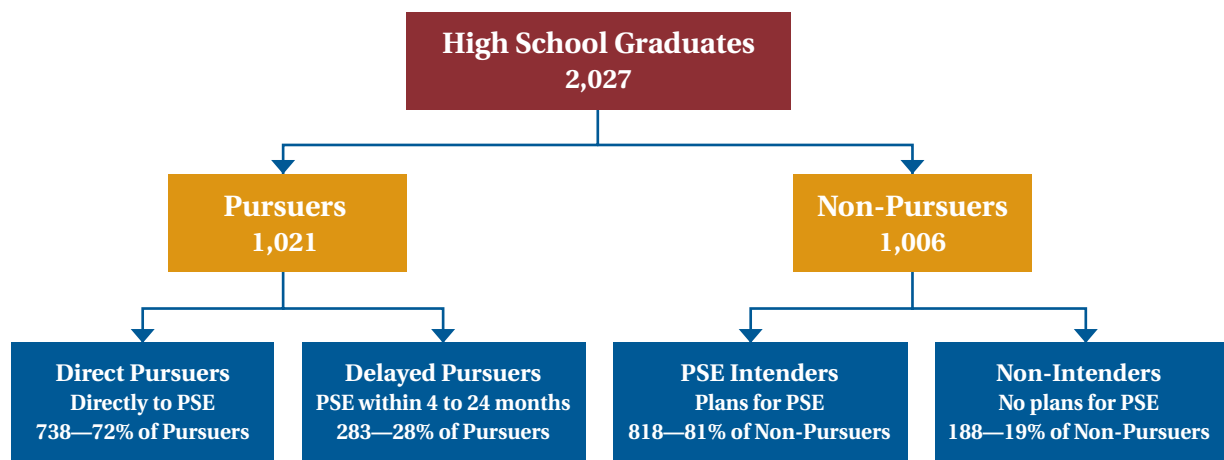 High School Graduates
2,027
Pursuers
1,021
Non-Pursuers
1,006
Direct Pursuers
Directly to PSE
738—72% of Pursuers
Delayed Pursuers
PSE within 4 to 24 months
283—28% of Pursuers
PSE Intenders
Plans for PSE
818—81% of Non-Pursuers
Non-Intenders
No plans for PSE
188—19% of Non-Pursuers